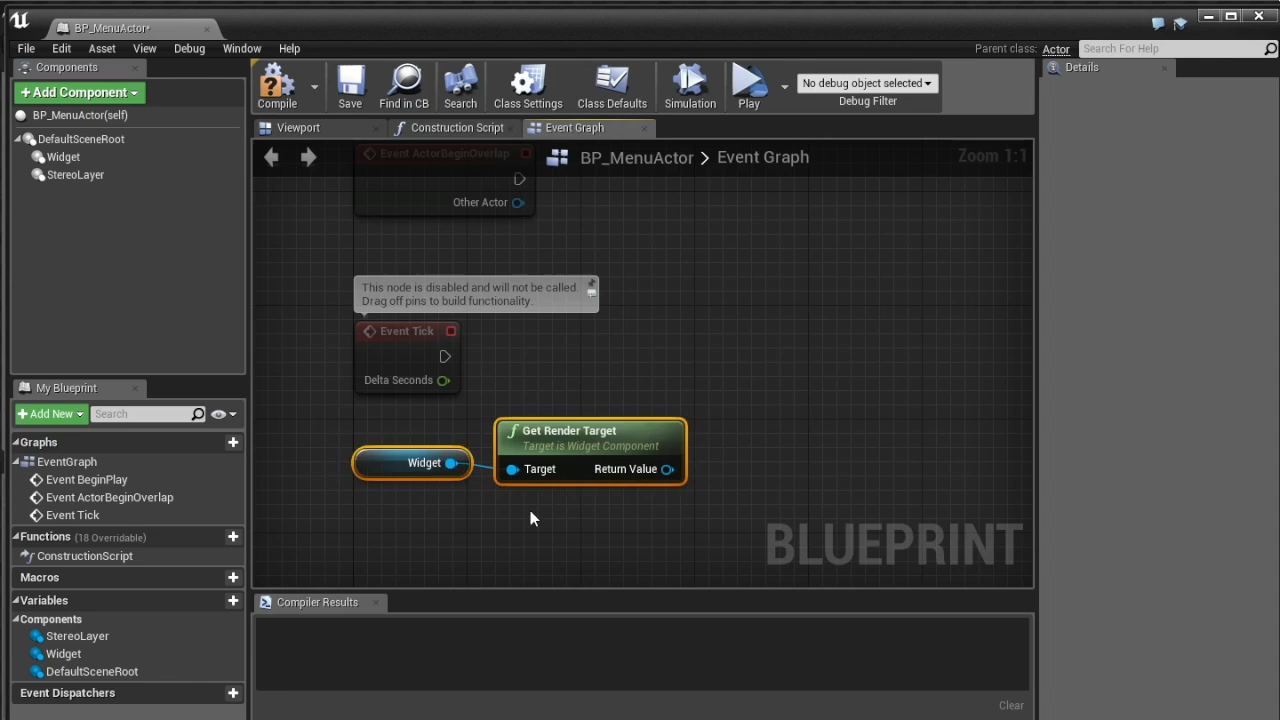 BP_MenuActor*
File Edit Asset View Debug Window Help
Parent class: Actor
Search For Help
Components
+ Add Component
BP_MenuActor(self)
DefaultSceneRoot
Widget
StereoLayer
Compile
Save
Find in CB
Search
Class Settings
Class Defaults
Simulation
Play
No debug object selected
Debug Filter
Details
Viewport
Construction Script
Event Graph
BP_MenuActor > Event Graph
Zoom 1:1
Event ActorBeginOverlap
Other Actor
This node is disabled and will not be called.
Drag off pins to build functionality.
Event Tick
Delta Seconds
Widget
Get Render Target
Target is Widget Component
Target
Return Value
BLUEPRINT
My Blueprint
+ Add New
Search
Graphs
EventGraph
Event BeginPlay
Event ActorBeginOverlap
Event Tick
Functions (18 Overridable)
ConstructionScript
Macros
Variables
Components
StereoLayer
Widget
DefaultSceneRoot
Event Dispatchers
Compiler Results
Clear